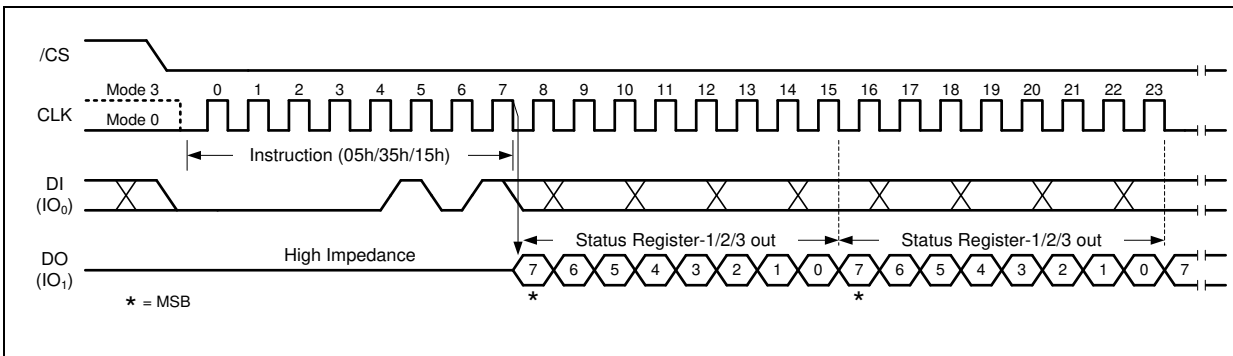 /CS
Mode 3 0 1 2 3 4 5 6 7 8 9 10 11 12 13 14 15 16 17 18 19 20 21 22 23
CLK
Mode 0
Instruction (05h/35h/15h)
DI
(IO₀)
Status Register-1/2/3 out Status Register-1/2/3 out
High Impedance
DO
(IO₁)
7 6 5 4 3 2 1 0 7 6 5 4 3 2 1 0 7
* *
* = MSB